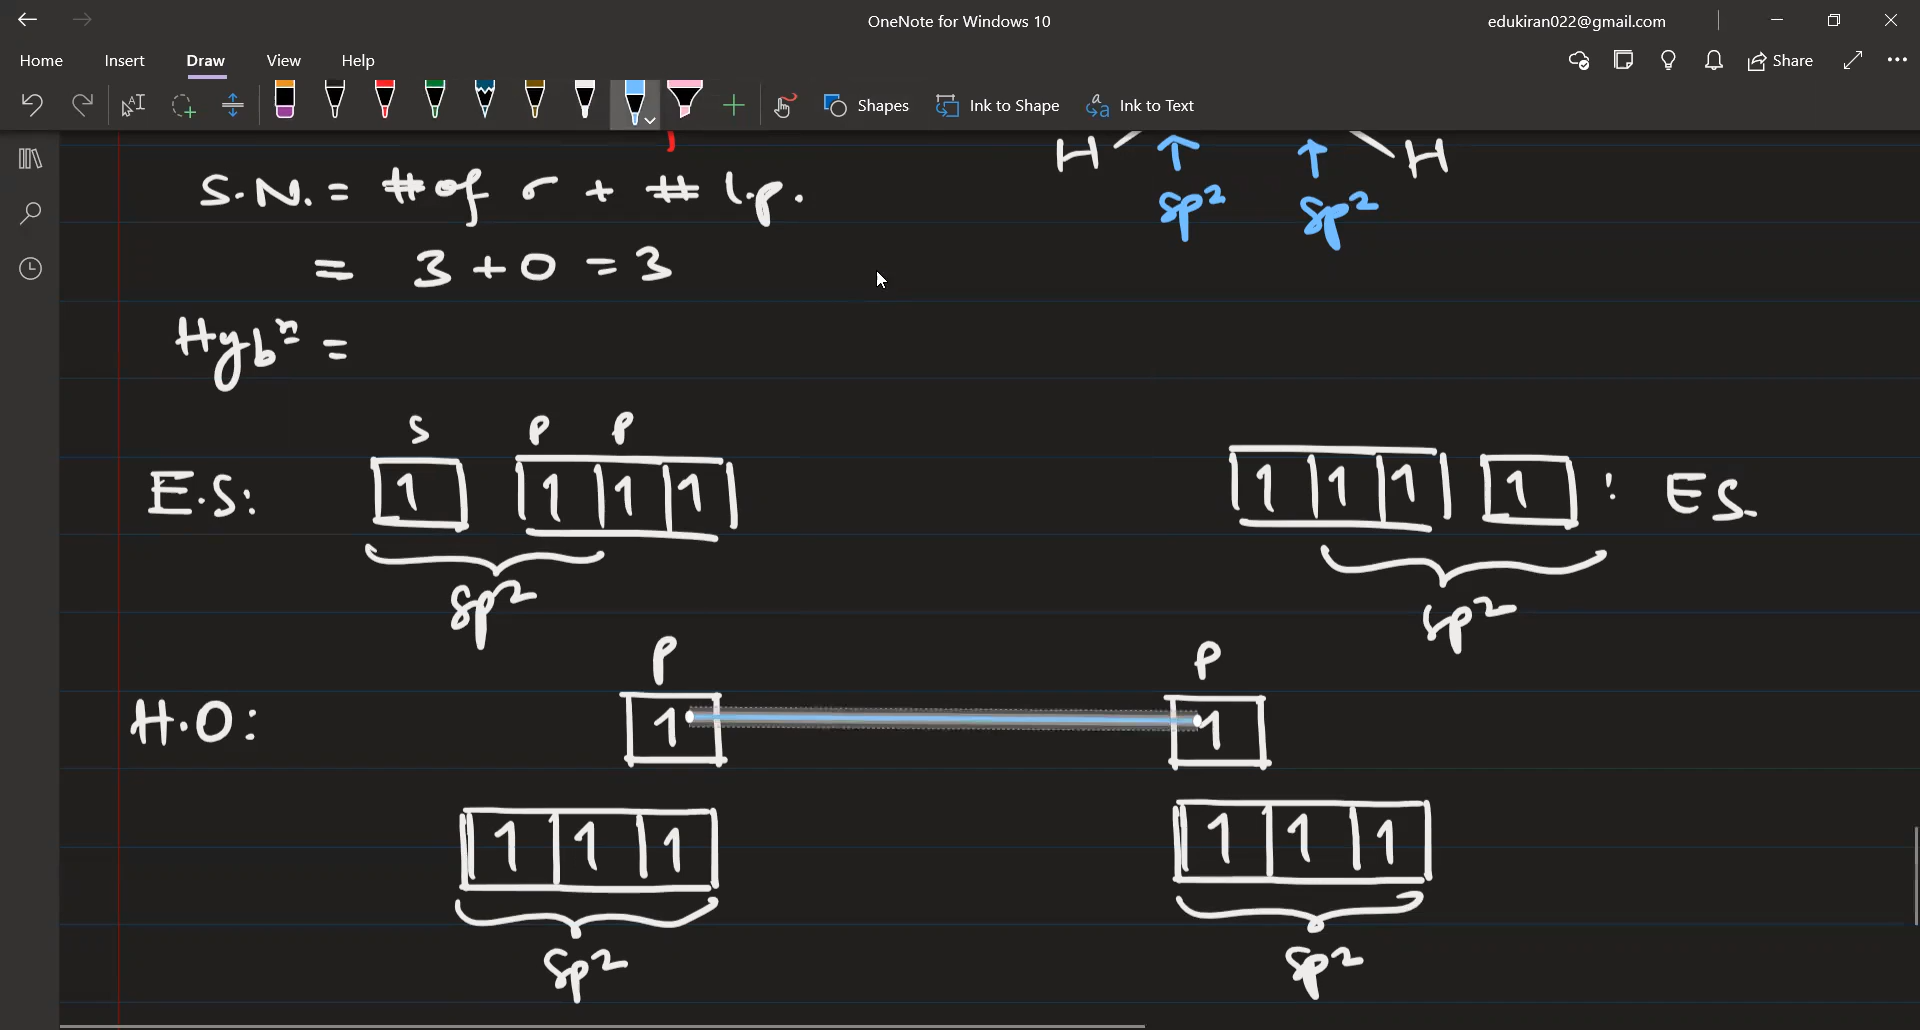 OneNote for Windows 10
edukiran022@gmail.com
Home Insert Draw View Help
Share
Shapes Ink to Shape Ink to Text
H H
S.N. = # of σ + # l.p.
sp² sp²
= 3 + 0 = 3
Hybⁿ =
s p p
E.S: 1 1 1 1
1 1 1 1 : ES.
sp² sp²
p p
H.O: 1 1
1 1 1 1 1 1
sp² sp²